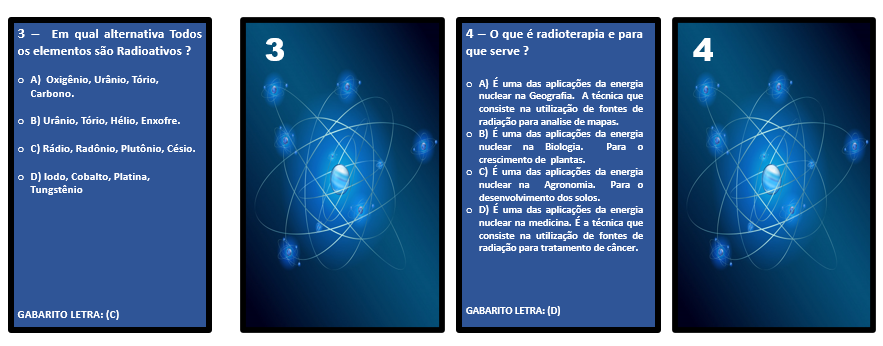 3 – Em qual alternativa Todos
os elementos são Radioativos ?
o A) Oxigênio, Urânio, Tório,
Carbono.
o B) Urânio, Tório, Hélio, Enxofre.
o C) Rádio, Radônio, Plutônio, Césio.
o D) Iodo, Cobalto, Platina,
Tungstênio
GABARITO LETRA: (C)
3
4 – O que é radioterapia e para
que serve ?
o A) É uma das aplicações da energia
nuclear na Geografia. A técnica que
consiste na utilização de fontes de
radiação para analise de mapas.
o B) É uma das aplicações da energia
nuclear na Biologia. Para o
crescimento de plantas.
o C) É uma das aplicações da energia
nuclear na Agronomia. Para o
desenvolvimento dos solos.
o D) É uma das aplicações da energia
nuclear na medicina. É a técnica que
consiste na utilização de fontes de
radiação para tratamento de câncer.
GABARITO LETRA: (D)
4